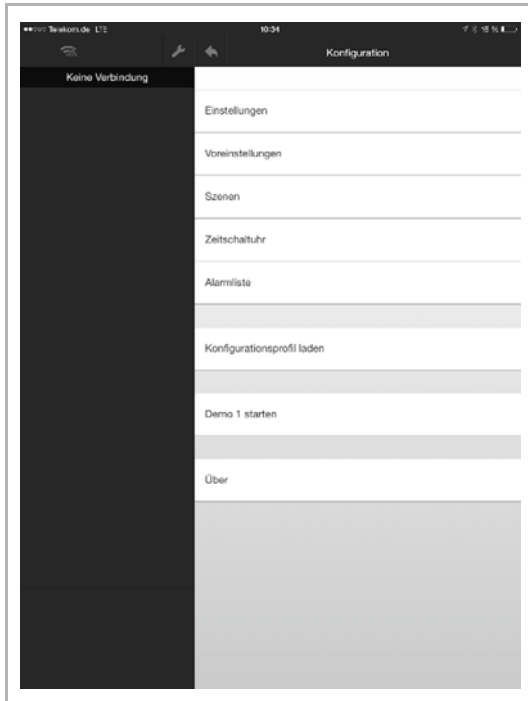 Telekom.de LTE 10:34
Konfiguration
Keine Verbindung
Einstellungen
Voreinstellungen
Szenen
Zeitschaltuhr
Alarmliste
Konfigurationsprofil laden
Demo 1 starten
Über